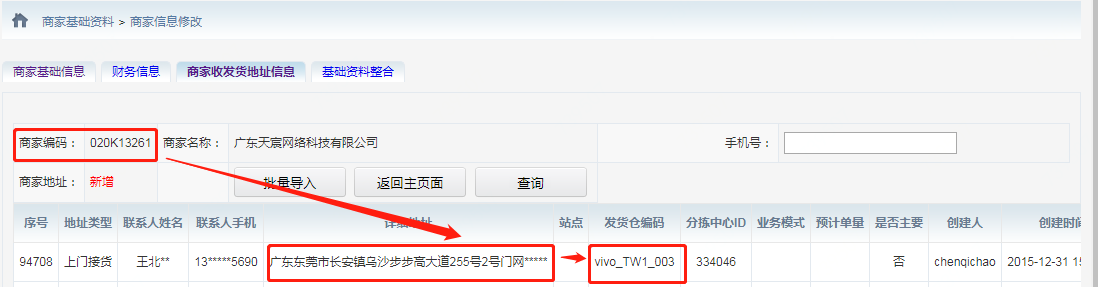 商家基础资料 > 商家信息修改
商家基础信息 财务信息 商家收发货地址信息 基础资料整合
商家编码： 020K13261 商家名称： 广东天宸网络科技有限公司 手机号：
商家地址： 新增 批量导入 返回主页面 查询
序号 地址类型 联系人姓名 联系人手机 详细地址 站点 发货仓编码 分拣中心ID 业务模式 预计单量 是否主要 创建人 创建时间
94708 上门接货 王北** 13*****5690 广东东莞市长安镇乌沙步步高大道255号2号门网***** vivo_TW1_003 334046 否 chenqichao 2015-12-31 15